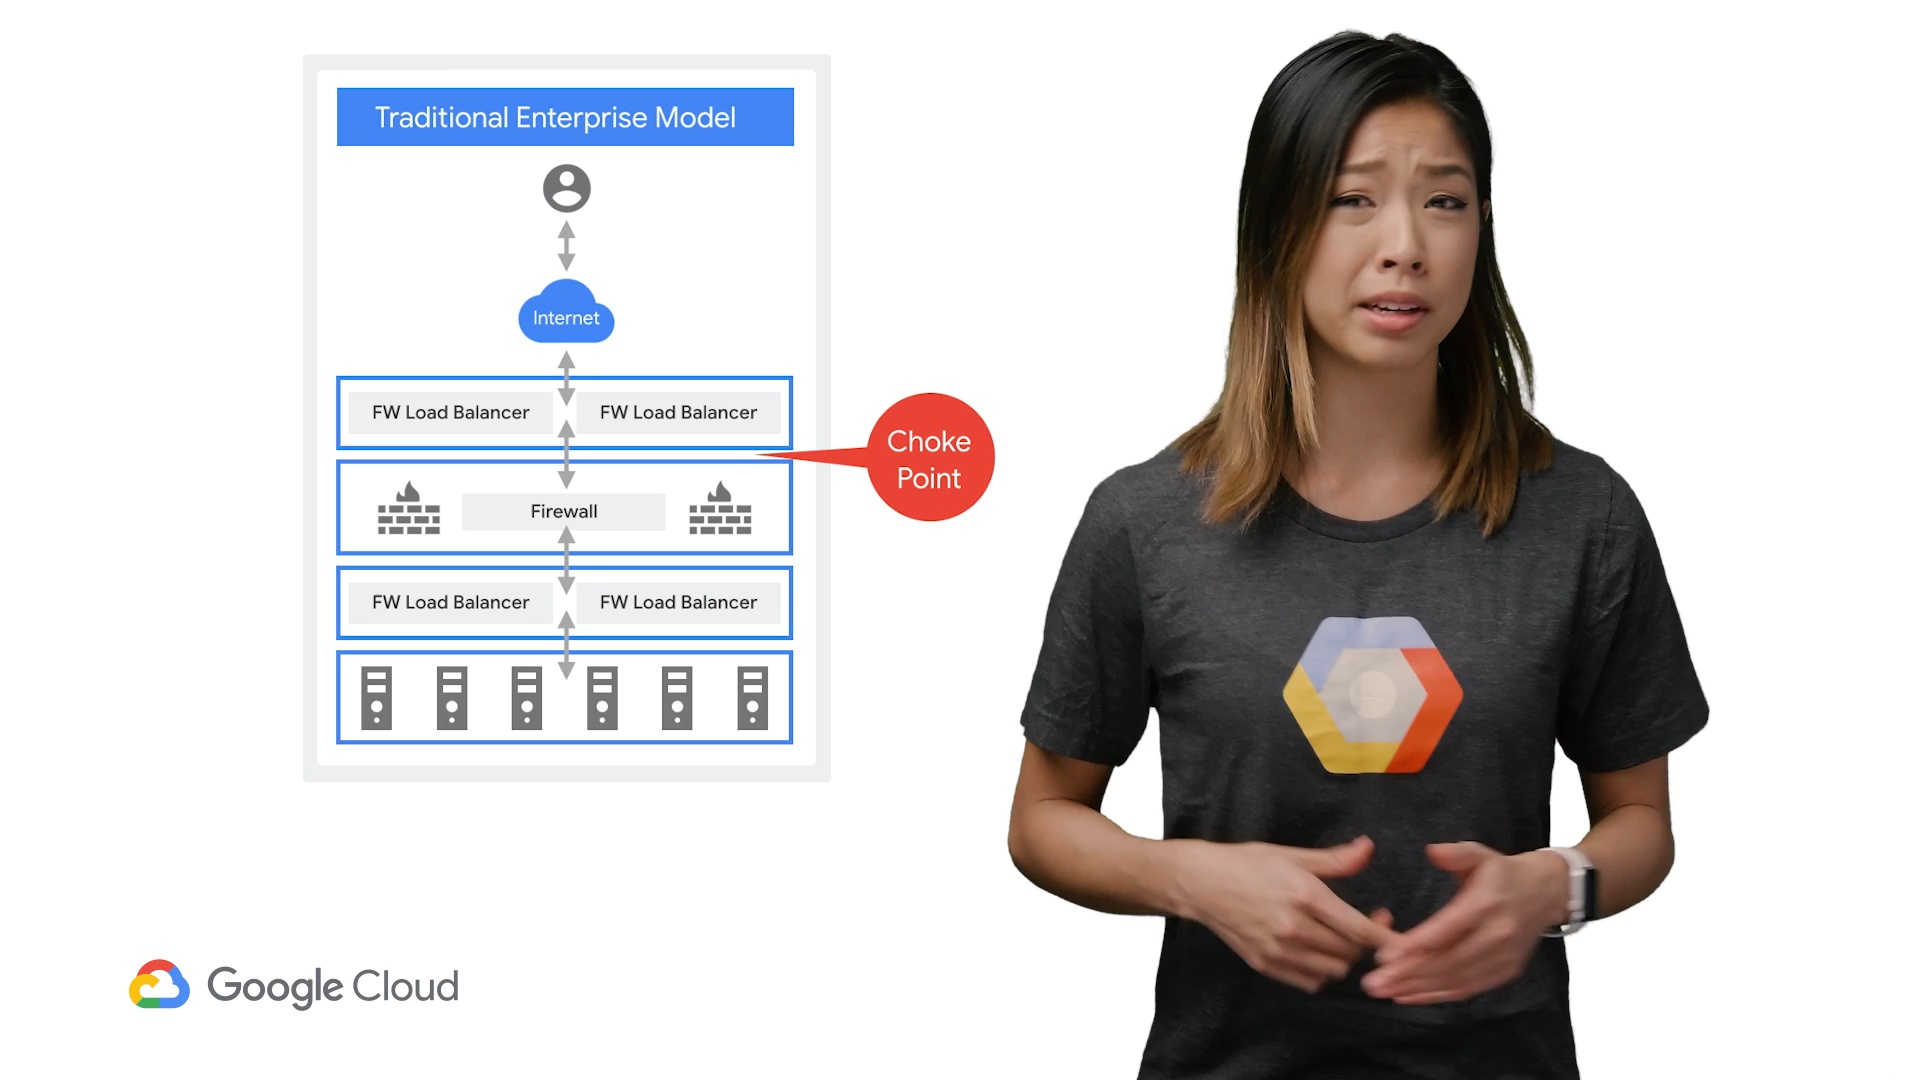 Traditional Enterprise Model
Internet
FW Load Balancer
FW Load Balancer
Choke
Point
Firewall
FW Load Balancer
FW Load Balancer
Google Cloud